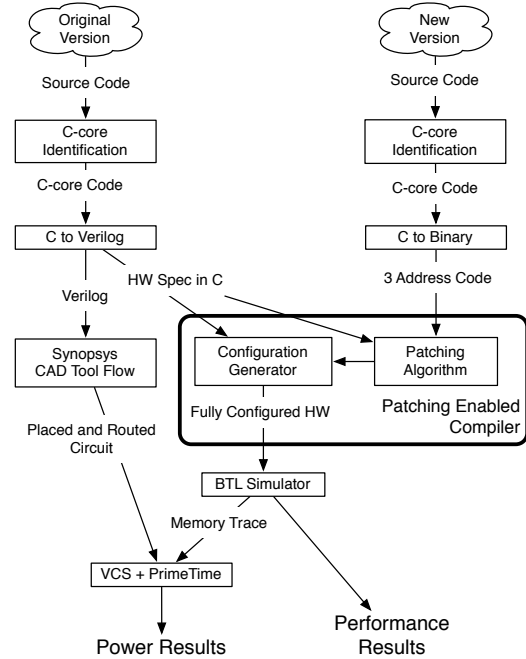 Original
Version
New
Version
Source Code
Source Code
C-core
Identification
C-core
Identification
C-core Code
C-core Code
C to Verilog
C to Binary
HW Spec in C
3 Address Code
Verilog
Synopsys
CAD Tool Flow
Configuration
Generator
Patching
Algorithm
Fully Configured HW
Patching Enabled
Compiler
Placed and Routed
Circuit
BTL Simulator
Memory Trace
VCS + PrimeTime
Power Results
Performance
Results